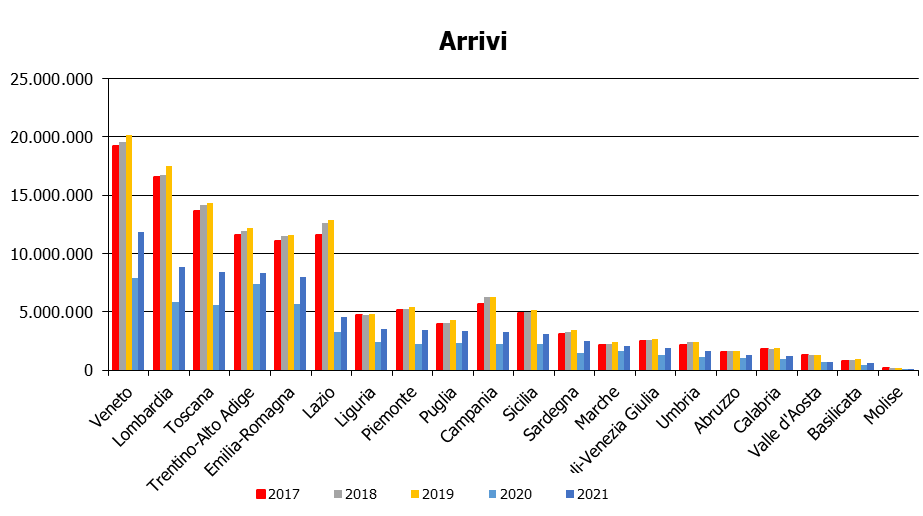 Arrivi
25.000.000
20.000.000
15.000.000
10.000.000
5.000.000
0
Veneto
Lombardia
Toscana
Trentino-Alto Adige
Emilia-Romagna
Lazio
Liguria
Piemonte
Puglia
Campania
Sicilia
Sardegna
Marche
li-Venezia Giulia
Umbria
Abruzzo
Calabria
Valle d'Aosta
Basilicata
Molise
2017 2018 2019 2020 2021